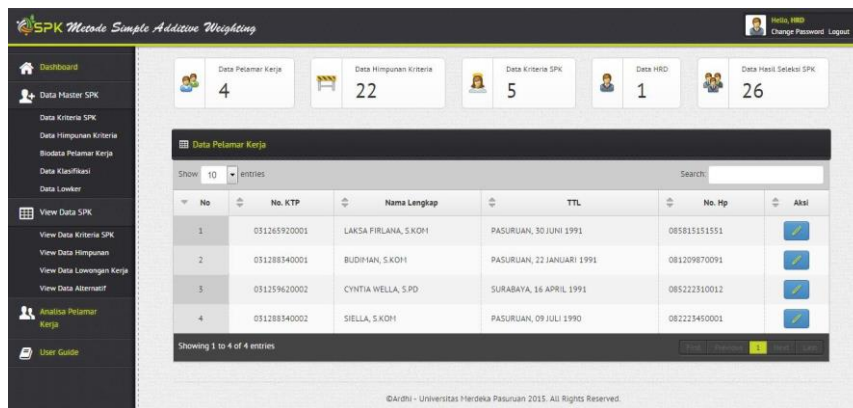 SPK Metode Simple Additive Weighting
Hello, HRD
Change Password Logout
Dashboard
Data Master SPK
Data Kriteria SPK
Data Himpunan Kriteria
Biodata Pelamar Kerja
Data Klasifikasi
Data Lowker
View Data SPK
View Data Kriteria SPK
View Data Himpunan
View Data Lowongan Kerja
View Data Alternatif
Analisa Pelamar
Kerja
User Guide
Data Pelamar Kerja
4
Data Himpunan Kriteria
22
Data Kriteria SPK
5
Data HRD
1
Data Hasil Seleksi SPK
26
Data Pelamar Kerja
Show 10 entries
Search:
No No. KTP Nama Lengkap TTL No. Hp Aksi
1 031265920001 LAKSA FIRLANA, S.KOM PASURUAN, 30 JUNI 1991 085815151551
2 031288340001 BUDIMAN, S.KOM PASURUAN, 22 JANUARI 1991 081209870091
3 031259620002 CYNTIA WELLA, S.PD SURABAYA, 16 APRIL 1991 085222310012
4 031288340002 SIELLA, S.KOM PASURUAN, 09 JULI 1990 082223450001
Showing 1 to 4 of 4 entries
First Previous 1 Next Last
©Ardhi - Universitas Merdeka Pasuruan 2015. All Rights Reserved.